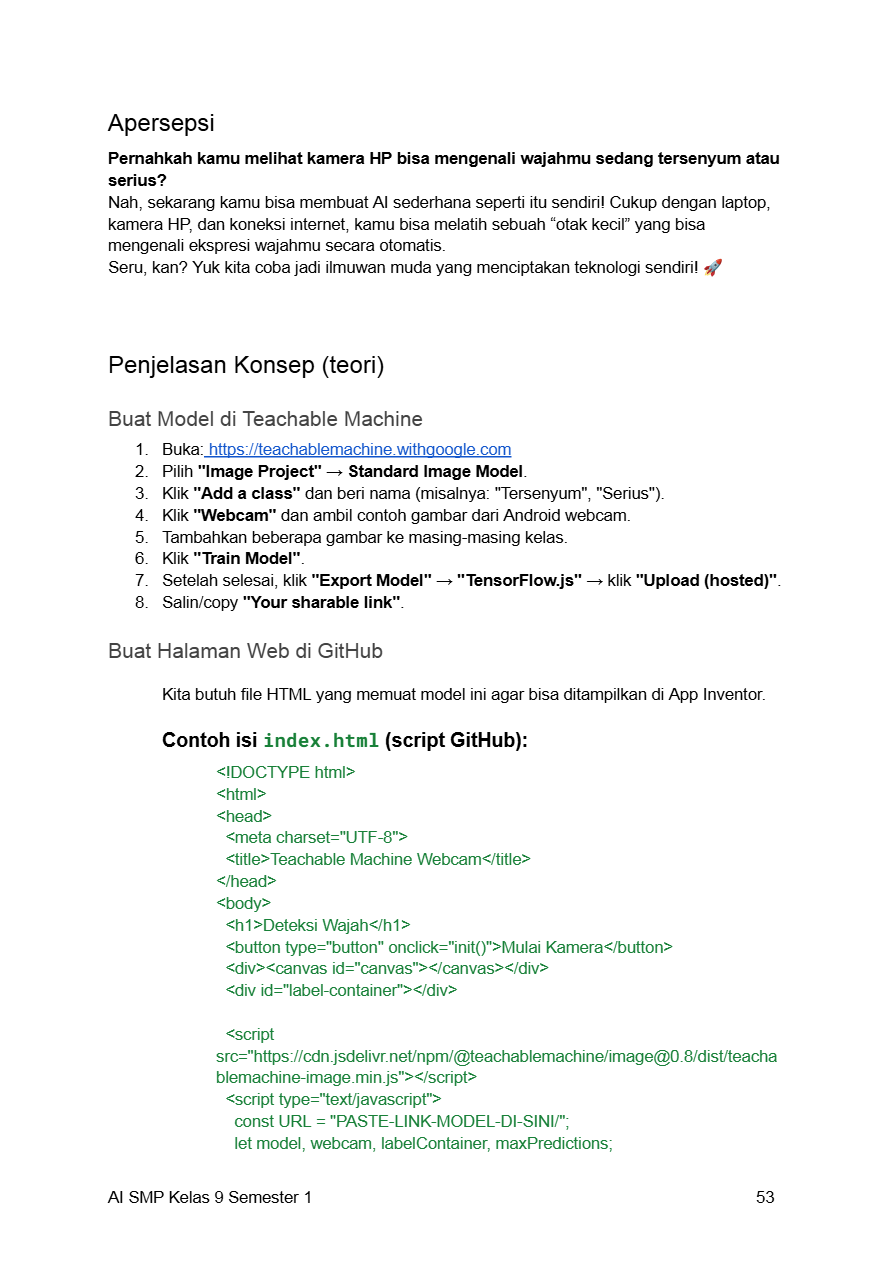 Apersepsi
Pernahkah kamu melihat kamera HP bisa mengenali wajahmu sedang tersenyum atau
serius?
Nah, sekarang kamu bisa membuat AI sederhana seperti itu sendiri! Cukup dengan laptop,
kamera HP, dan koneksi internet, kamu bisa melatih sebuah “otak kecil” yang bisa
mengenali ekspresi wajahmu secara otomatis.
Seru, kan? Yuk kita coba jadi ilmuwan muda yang menciptakan teknologi sendiri! 🚀
Penjelasan Konsep (teori)
Buat Model di Teachable Machine
1. Buka: https://teachablemachine.withgoogle.com
2. Pilih "Image Project" → Standard Image Model.
3. Klik "Add a class" dan beri nama (misalnya: "Tersenyum", "Serius").
4. Klik "Webcam" dan ambil contoh gambar dari Android webcam.
5. Tambahkan beberapa gambar ke masing-masing kelas.
6. Klik "Train Model".
7. Setelah selesai, klik "Export Model" → "TensorFlow.js" → klik "Upload (hosted)".
8. Salin/copy "Your sharable link".
Buat Halaman Web di GitHub
Kita butuh file HTML yang memuat model ini agar bisa ditampilkan di App Inventor.
Contoh isi index.html (script GitHub):
<!DOCTYPE html>
<html>
<head>
  <meta charset="UTF-8">
  <title>Teachable Machine Webcam</title>
</head>
<body>
  <h1>Deteksi Wajah</h1>
  <button type="button" onclick="init()">Mulai Kamera</button>
  <div><canvas id="canvas"></canvas></div>
  <div id="label-container"></div>
  <script
src="https://cdn.jsdelivr.net/npm/@teachablemachine/image@0.8/dist/teacha
blemachine-image.min.js"></script>
  <script type="text/javascript">
    const URL = "PASTE-LINK-MODEL-DI-SINI/";
    let model, webcam, labelContainer, maxPredictions;
AI SMP Kelas 9 Semester 1 53